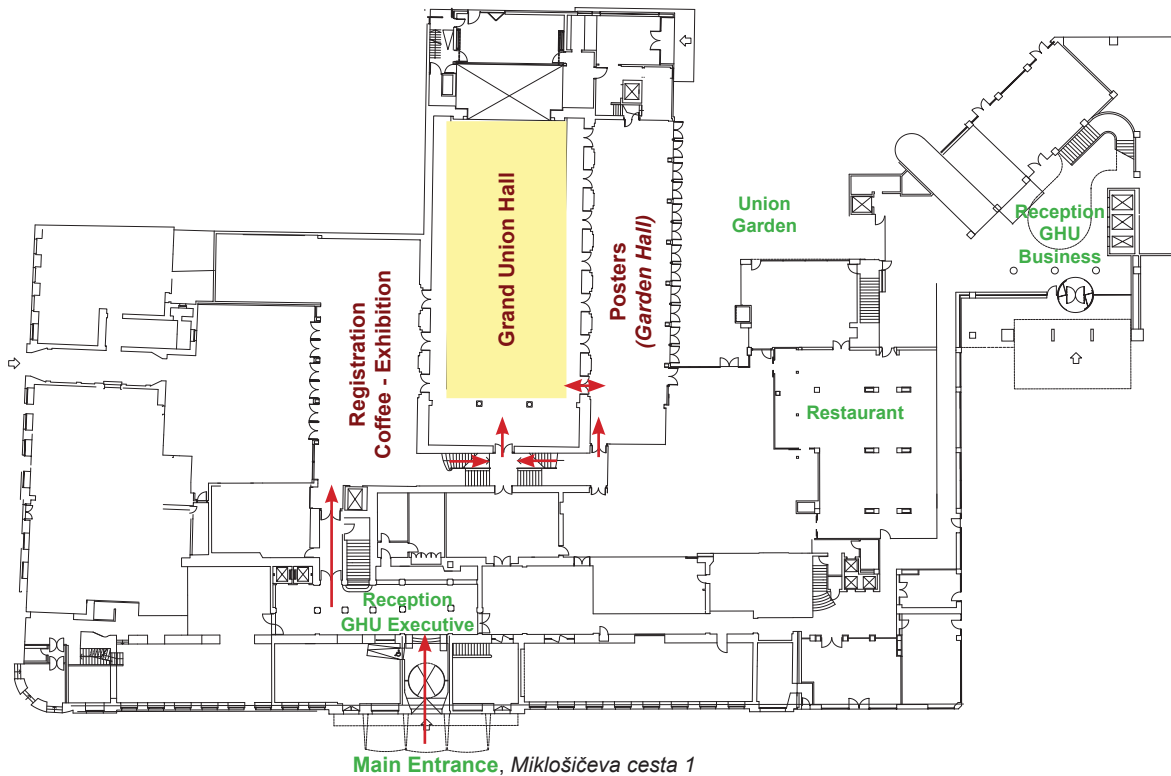 Grand Union Hall
Posters
(Garden Hall)
Registration
Coffee - Exhibition
Union
Garden
Reception
GHU
Business
Restaurant
Reception
GHU Executive
Main Entrance, Miklošičeva cesta 1